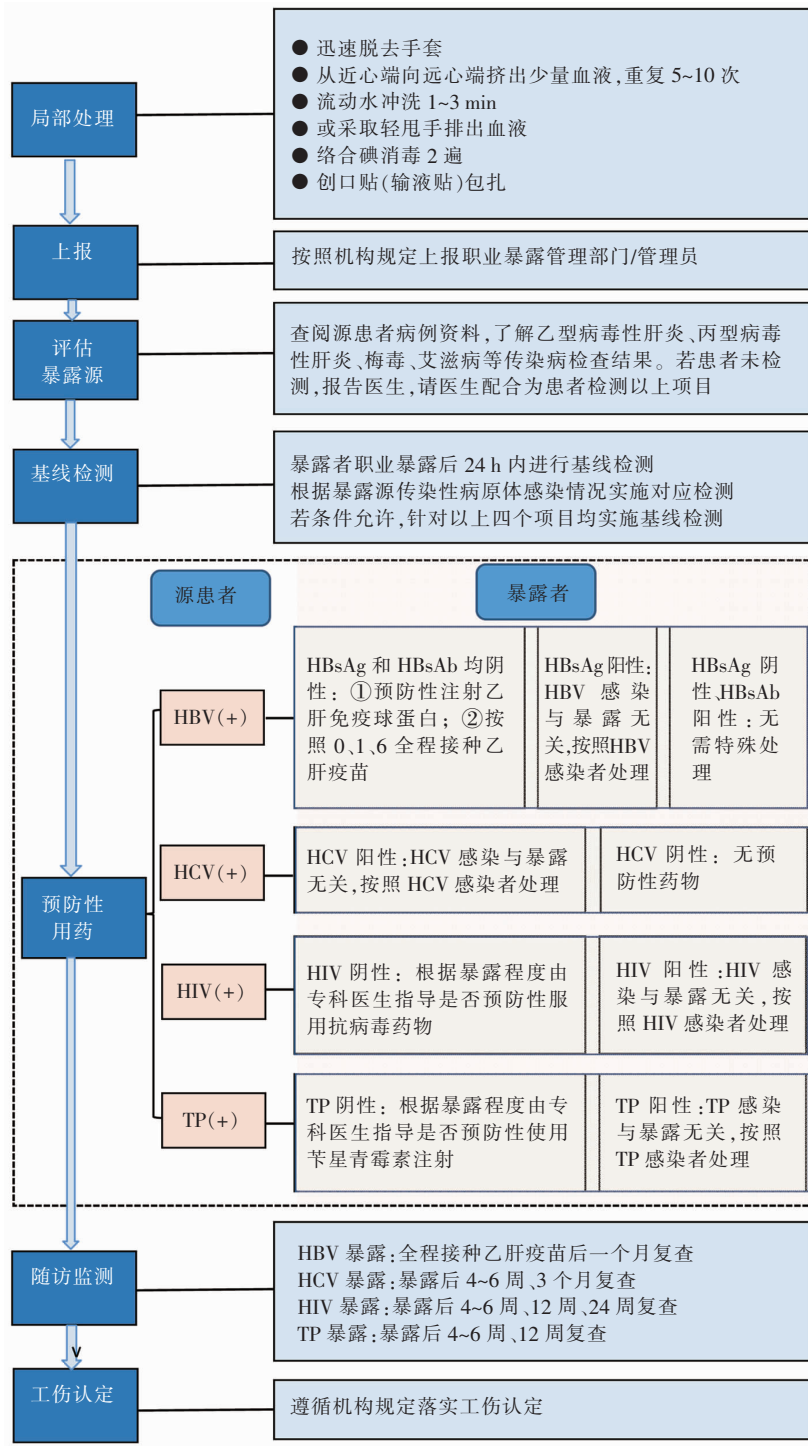 局部处理
● 迅速脱去手套
● 从近心端向远心端挤出少量血液,重复 5~10 次
● 流动水冲洗 1~3 min
● 或采取轻甩手排出血液
● 络合碘消毒 2 遍
● 创口贴(输液贴)包扎
上报
按照机构规定上报职业暴露管理部门/管理员
评估
暴露源
查阅源患者病例资料,了解乙型病毒性肝炎、丙型病毒
性肝炎、梅毒、艾滋病等传染病检查结果。若患者未检
测,报告医生,请医生配合为患者检测以上项目
基线检测
暴露者职业暴露后 24 h 内进行基线检测
根据暴露源传染性病原体感染情况实施对应检测
若条件允许,针对以上四个项目均实施基线检测
源患者
暴露者
预防性
用药
HBV(+)
HBsAg 和 HBsAb 均阴
性: ①预防性注射乙
肝免疫球蛋白; ②按
照 0、1、6 全程接种乙
肝疫苗
HBsAg 阳性:
HBV 感染
与暴露无
关,按照HBV
感染者处理
HBsAg 阴
性、HBsAb
阳性:无
需特殊处
理
HCV(+)
HCV 阳性:HCV 感染与暴露
无关,按照 HCV 感染者处理
HCV 阴性: 无预
防性药物
HIV(+)
HIV 阴性: 根据暴露程度由
专科医生指导是否预防性服
用抗病毒药物
HIV 阳性:HIV 感
染与暴露无关,按
照 HIV 感染者处理
TP(+)
TP 阴性: 根据暴露程度由专
科医生指导是否预防性使用
苄星青霉素注射
TP 阳性:TP 感染
与暴露无关,按照
TP 感染者处理
随访监测
HBV 暴露:全程接种乙肝疫苗后一个月复查
HCV 暴露:暴露后 4~6 周、3 个月复查
HIV 暴露:暴露后 4~6 周、12 周、24 周复查
TP 暴露:暴露后 4~6 周、12 周复查
工伤认定
遵循机构规定落实工伤认定